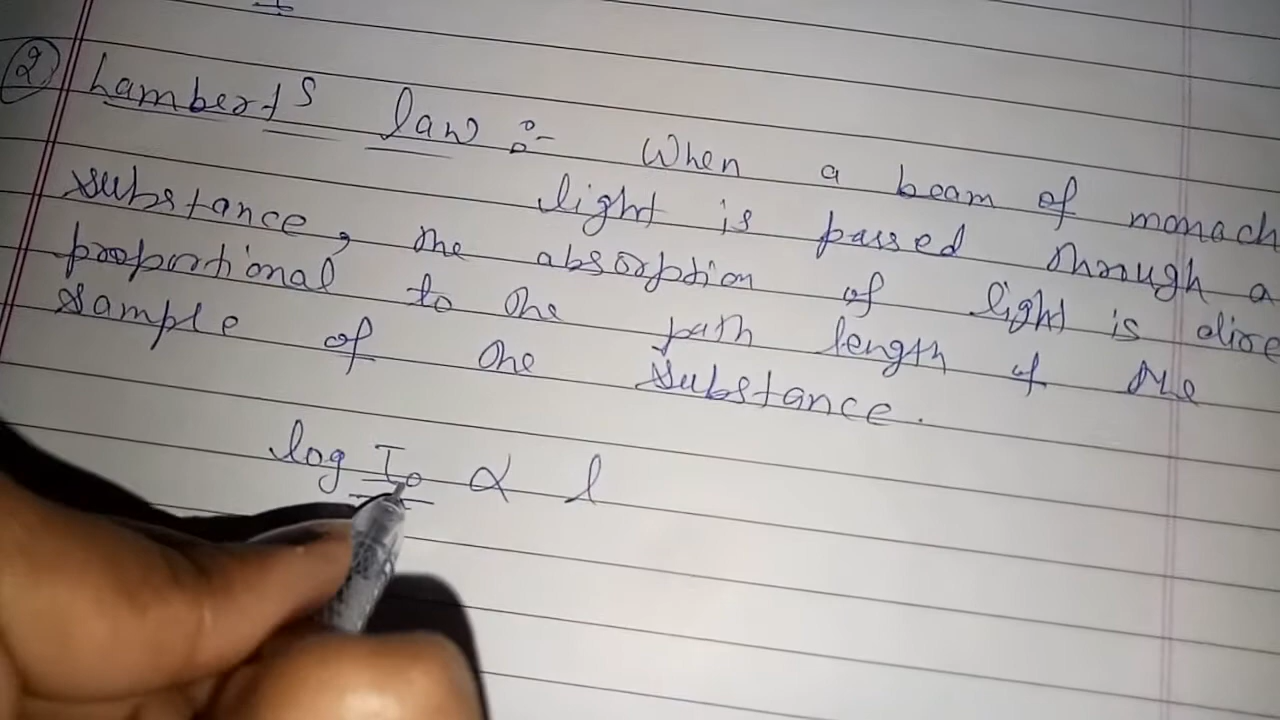 ② Lambert's law :- When a beam of monach
light is passed through a
substance, the absorption of light is dire
proportional to the path length of the
sample of the substance.
log I₀ ∝ l